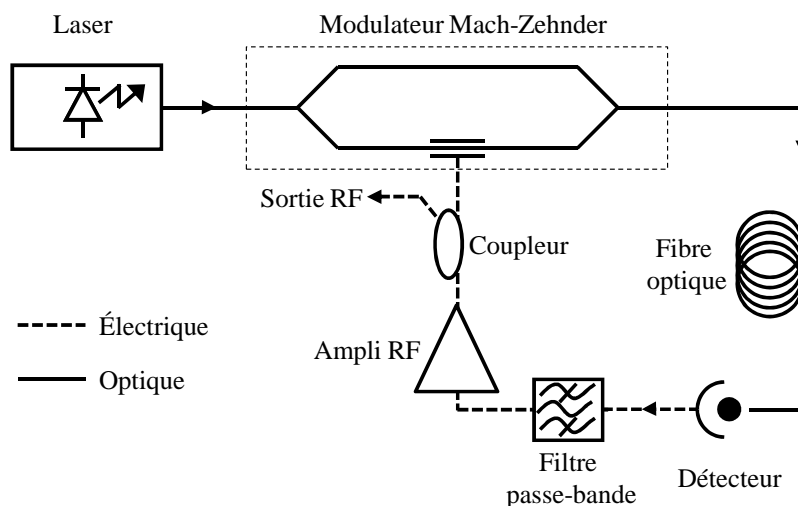 Laser
Modulateur Mach-Zehnder
Sortie RF
Coupleur
Fibre
optique
Électrique
Ampli RF
Optique
Filtre
passe-bande
Détecteur